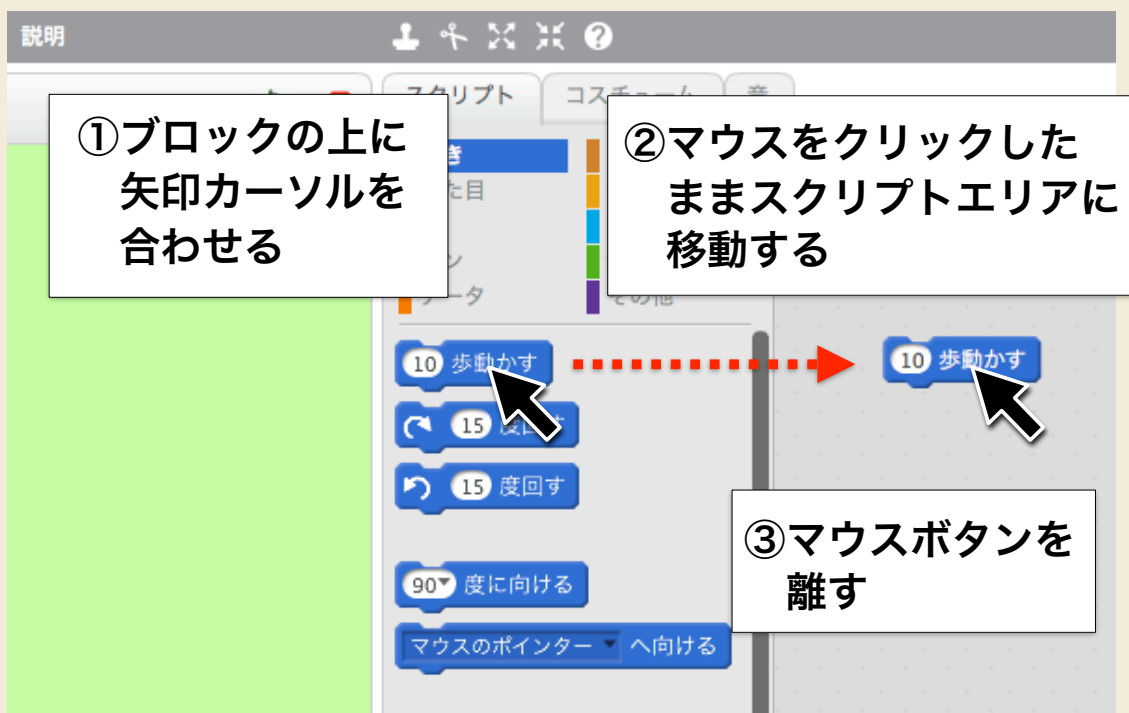 説明
スクリプト
コスチューム
音
①ブロックの上に
矢印カーソルを
合わせる
②マウスをクリックした
ままスクリプトエリアに
移動する
その他
10 歩動かす
10 歩動かす
15 度回す
15 度回す
③マウスボタンを
離す
90 度に向ける
マウスのポインター へ向ける